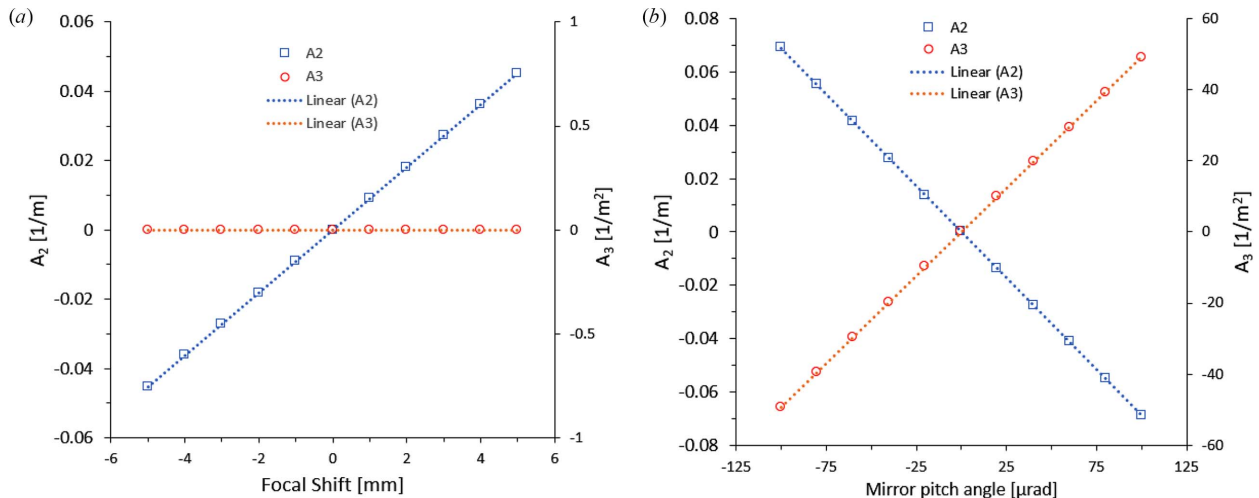 (a)
0.06
0.04
0.02
0
-0.02
-0.04
-0.06
A2 [1/m]
A2
A3
Linear (A2)
Linear (A3)
1
0.5
0
-0.5
-1
A3 [1/m²]
-6 -4 -2 0 2 4 6
Focal Shift [mm]
(b)
0.08
0.06
0.04
0.02
0
-0.02
-0.04
-0.06
-0.08
A2 [1/m]
A2
A3
Linear (A2)
Linear (A3)
60
40
20
0
-20
-40
-60
A3 [1/m²]
-125 -75 -25 25 75 125
Mirror pitch angle [µrad]